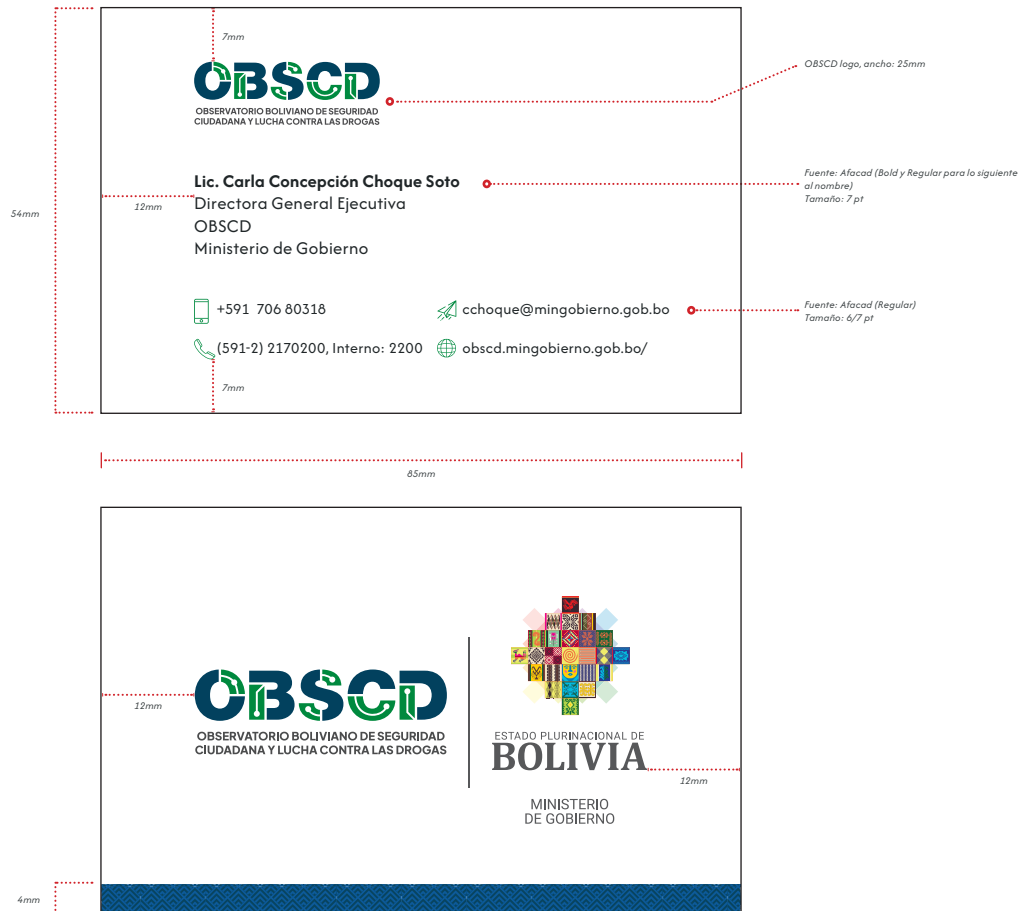 7mm
OBSCD
OBSERVATORIO BOLIVIANO DE SEGURIDAD
CIUDADANA Y LUCHA CONTRA LAS DROGAS
OBSCD logo, ancho: 25mm
Lic. Carla Concepción Choque Soto
Directora General Ejecutiva
OBSCD
Ministerio de Gobierno
12mm
54mm
Fuente: Afacad (Bold y Regular para lo siguiente
al nombre)
Tamaño: 7 pt
+591 706 80318
cchoque@mingobierno.gob.bo
(591-2) 2170200, Interno: 2200
obscd.mingobierno.gob.bo/
Fuente: Afacad (Regular)
Tamaño: 6/7 pt
7mm
85mm
12mm
OBSCD
OBSERVATORIO BOLIVIANO DE SEGURIDAD
CIUDADANA Y LUCHA CONTRA LAS DROGAS
ESTADO PLURINACIONAL DE
BOLIVIA
12mm
MINISTERIO
DE GOBIERNO
4mm